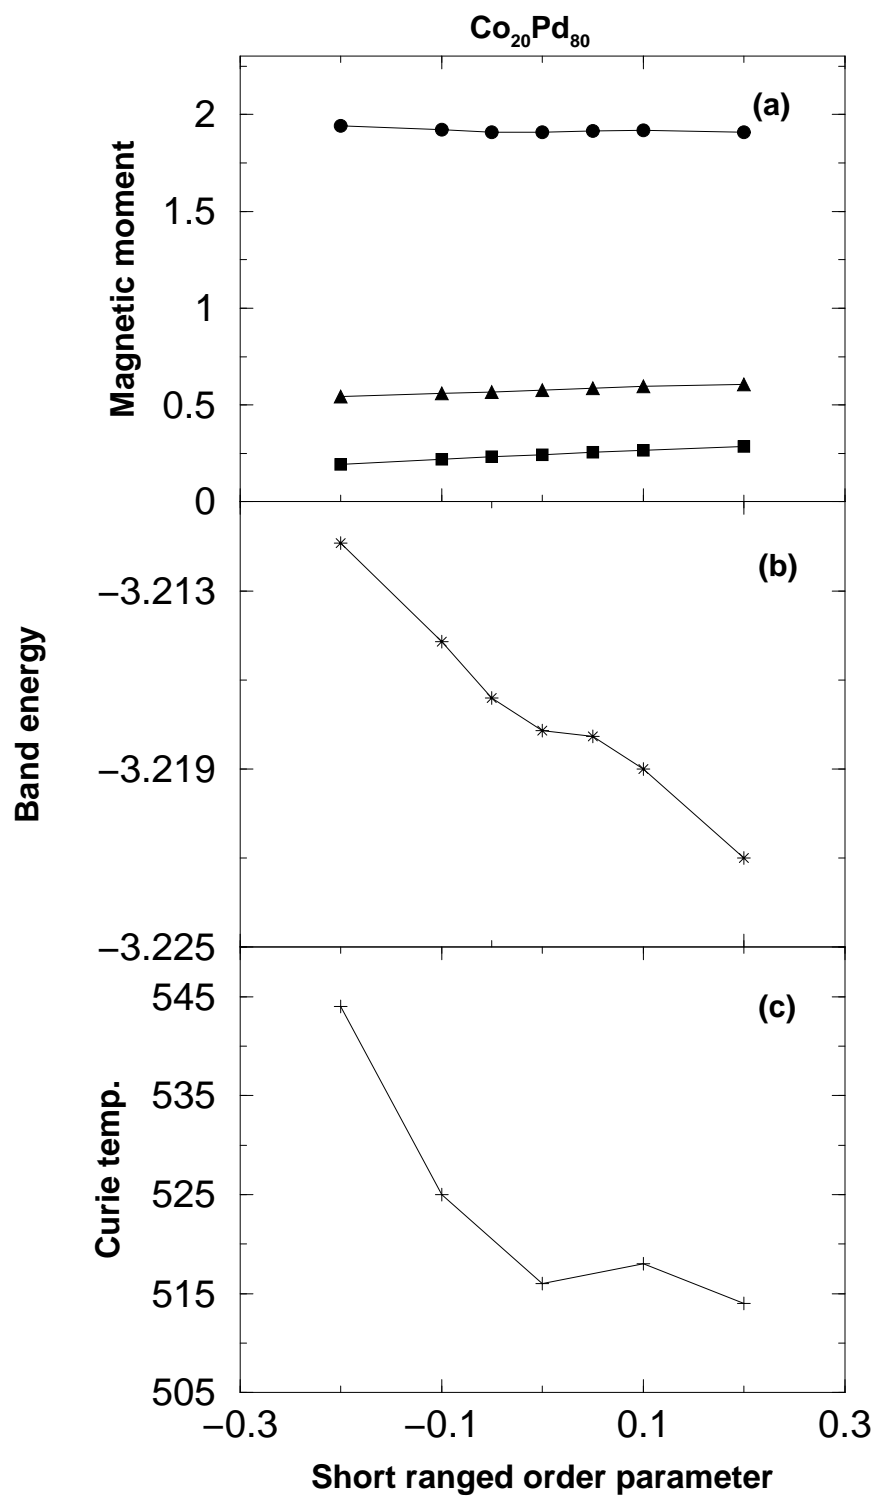 Co20Pd80
(a)
2
1.5
1
0.5
0
Magnetic moment
(b)
−3.213
−3.219
−3.225
Band energy
(c)
545
535
525
515
505
Curie temp.
−0.3 −0.1 0.1 0.3
Short ranged order parameter